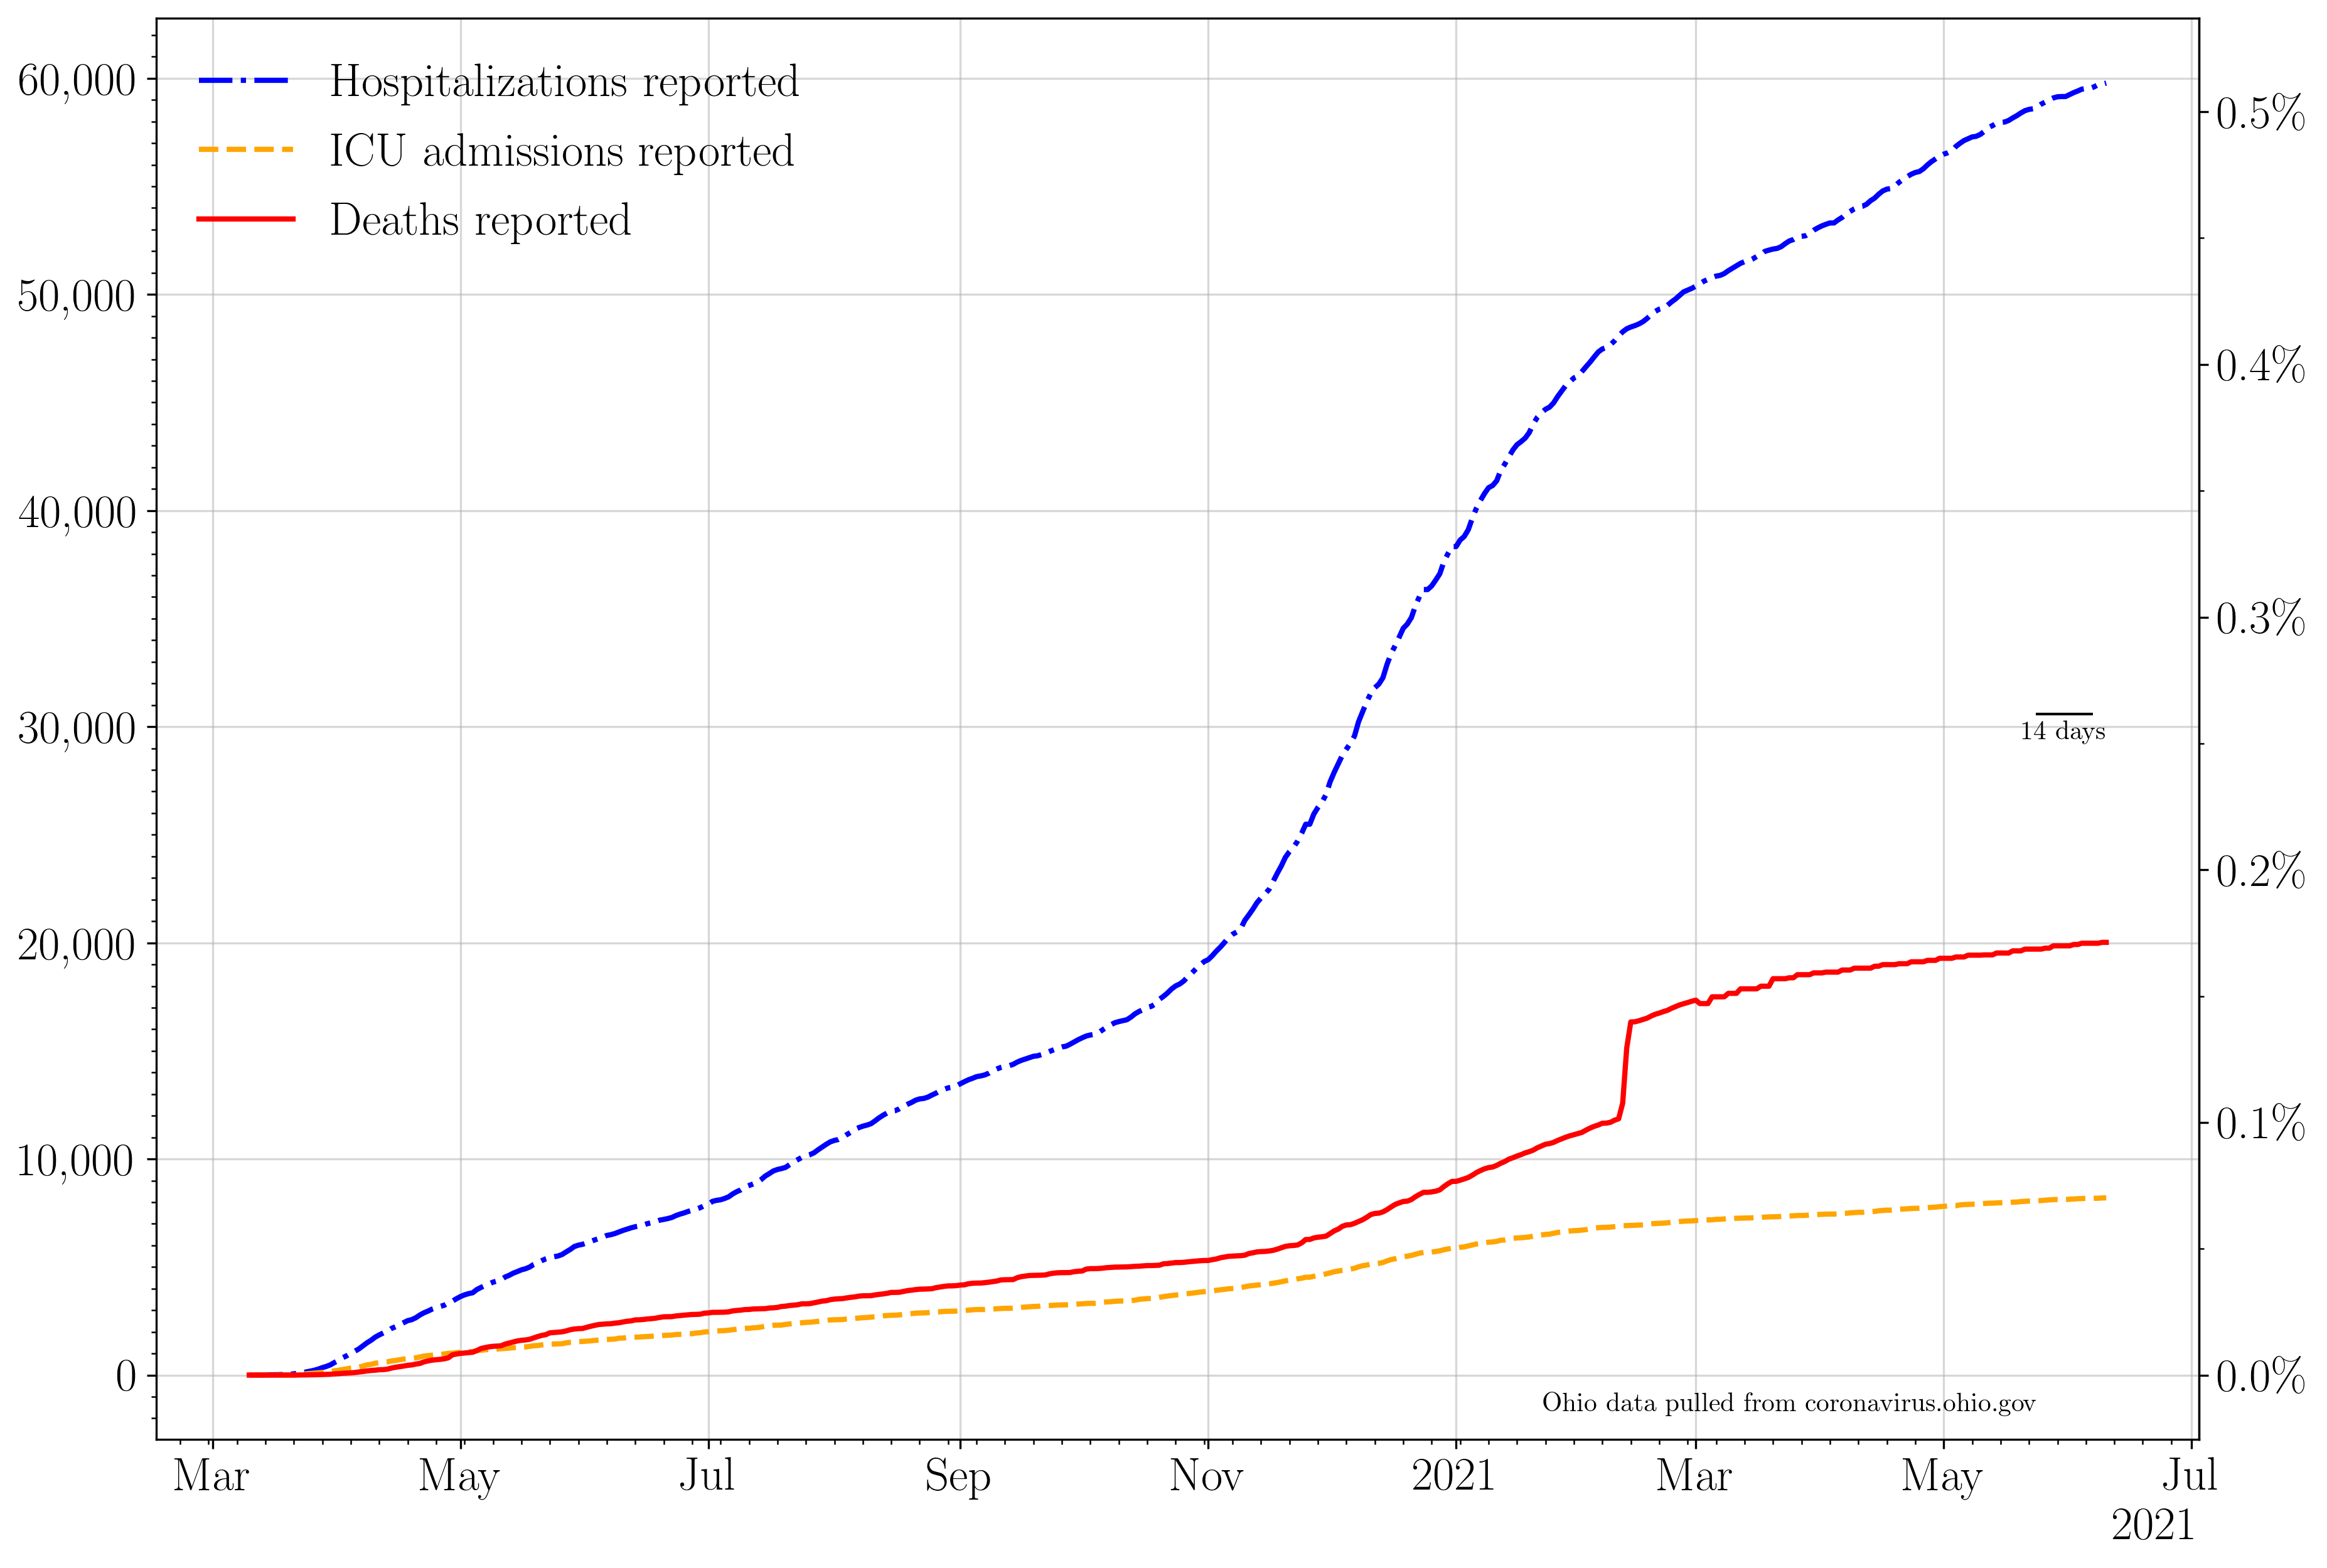 Hospitalizations reported
ICU admissions reported
Deaths reported
60,000
50,000
40,000
30,000
20,000
10,000
0
0.5%
0.4%
0.3%
0.2%
0.1%
0.0%
14 days
Ohio data pulled from coronavirus.ohio.gov
Mar May Jul Sep Nov 2021 Mar May Jul
2021